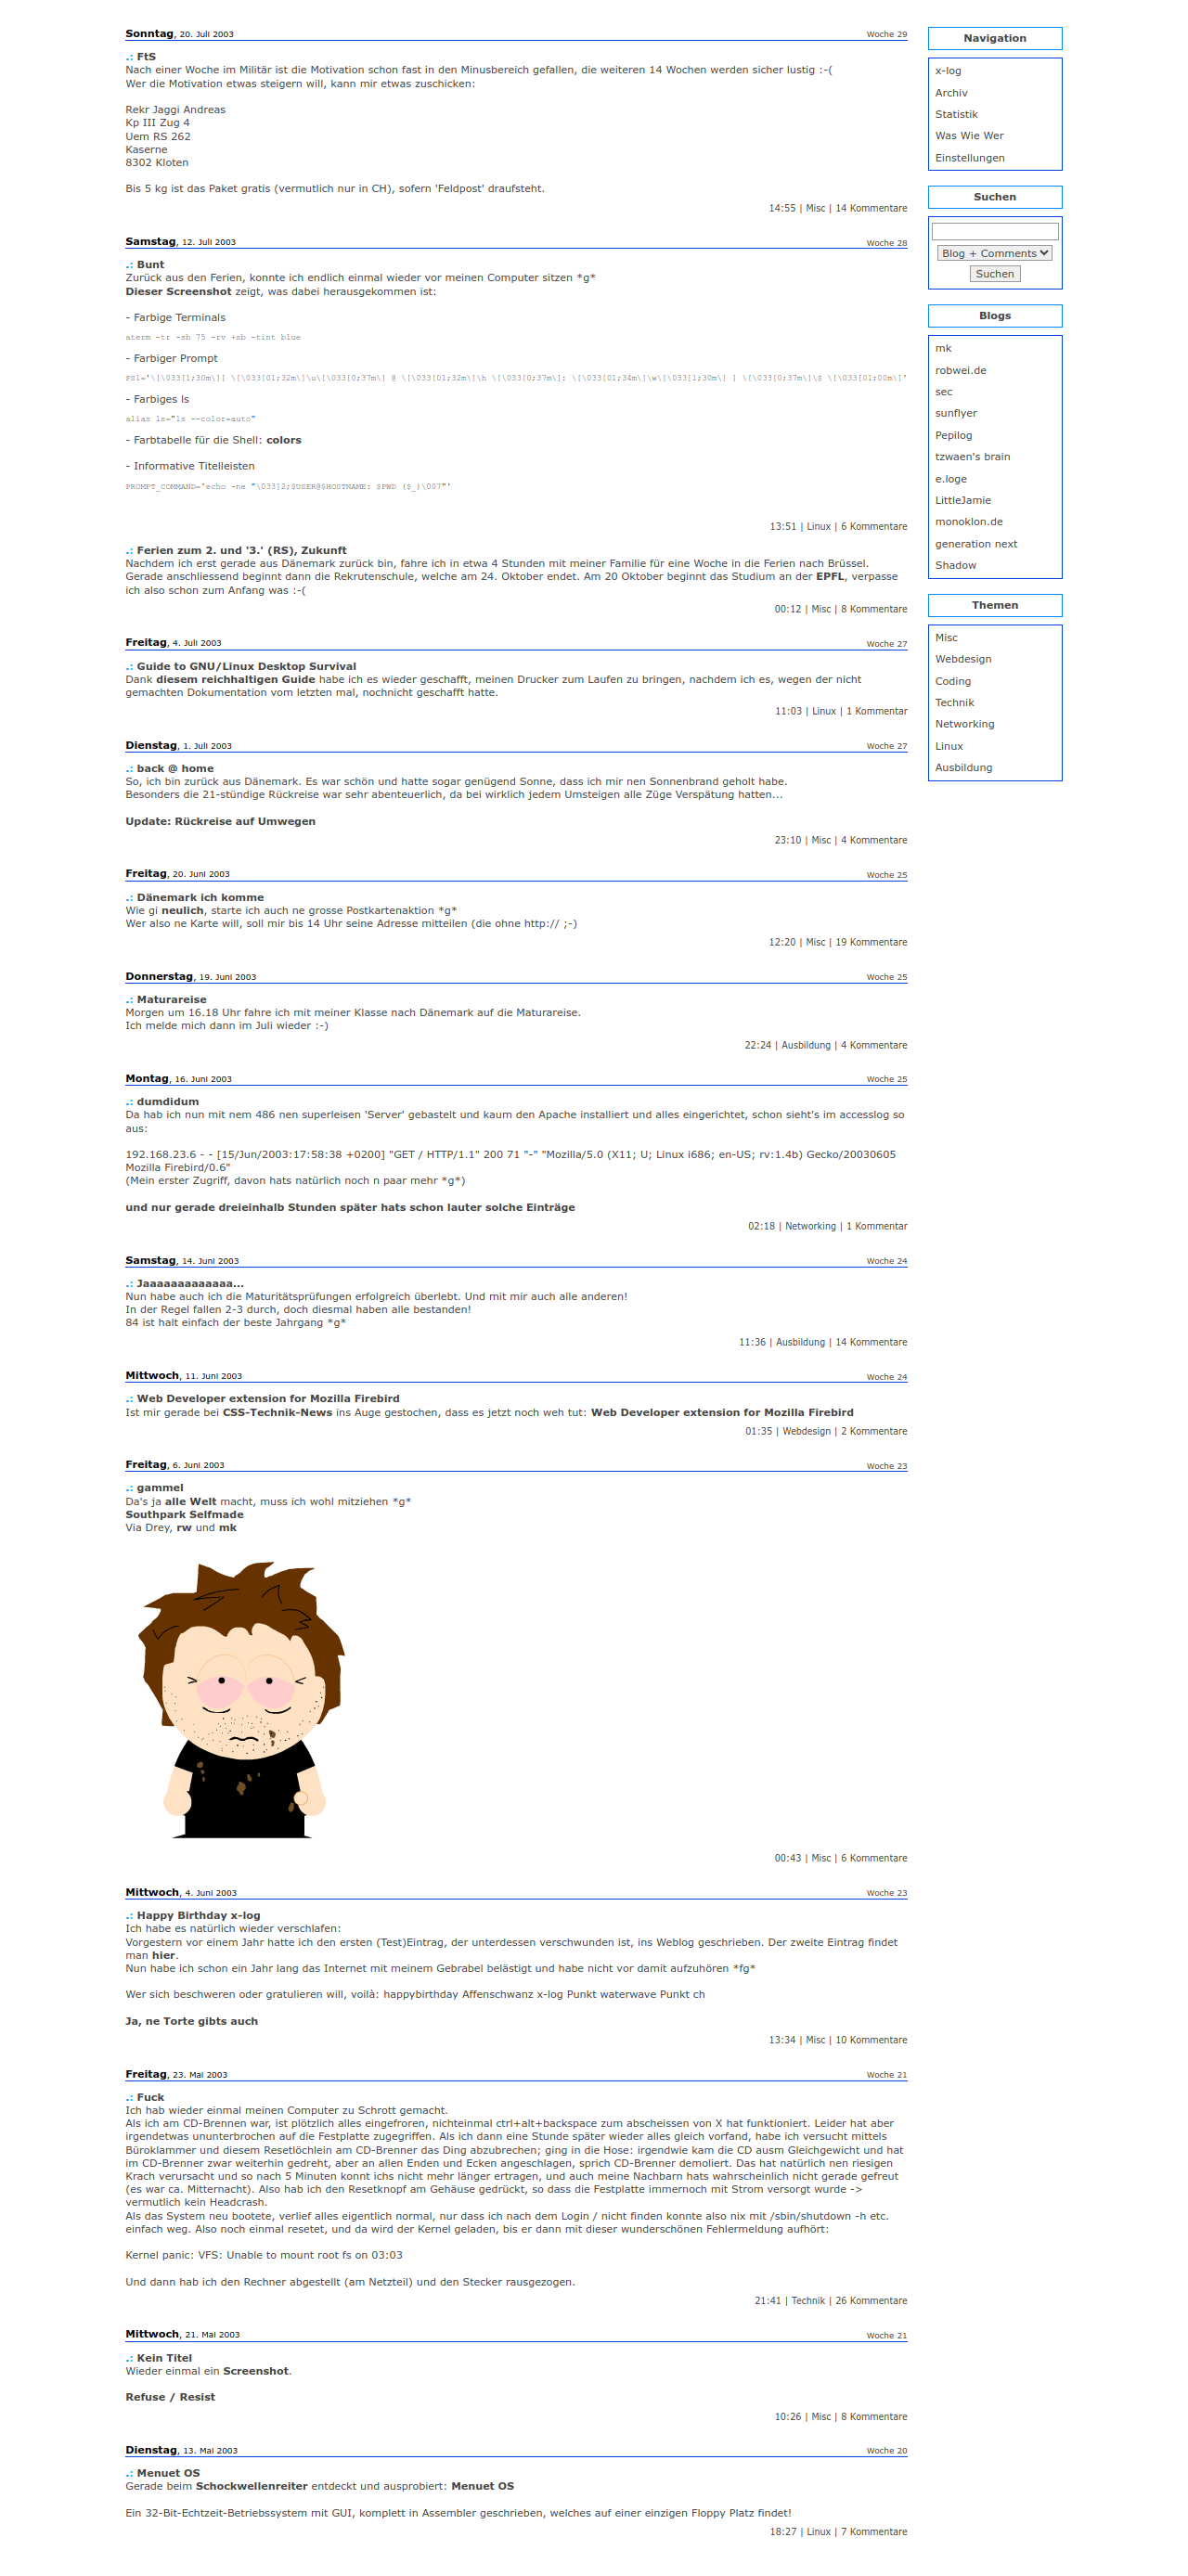 Sonntag, 20. Juli 2003
Woche 29
.: FtS
Nach einer Woche im Militär ist die Motivation schon fast in den Minusbereich gefallen, die weiteren 14 Wochen werden sicher lustig :-(
Wer die Motivation etwas steigern will, kann mir etwas zuschicken:
Rekr Jaggi Andreas
Kp III Zug 4
Uem RS 262
Kaserne
8302 Kloten
Bis 5 kg ist das Paket gratis (vermutlich nur in CH), sofern 'Feldpost' draufsteht.
14:55 | Misc | 14 Kommentare
Samstag, 12. Juli 2003
Woche 28
.: Bunt
Zurück aus den Ferien, konnte ich endlich einmal wieder vor meinen Computer sitzen *g*
Dieser Screenshot zeigt, was dabei herausgekommen ist:
- Farbige Terminals
aterm -tr -sh 75 -rv +sb -tint blue
- Farbiger Prompt
PS1="\[\033[1;30m\][ \[\033[01;32m\]\u\[\033[0;37m\] @ \[\033[01;32m\]\h \[\033[0;37m\]: \[\033[01;34m\]\w\[\033[1;30m\] ] \[\033[0;37m\]\$ \[\033[01;00m\]"
- Farbiges ls
alias ls="ls --color=auto"
- Farbtabelle für die Shell: colors
- Informative Titelleisten
PROMPT_COMMAND='echo -ne "\033]2;$USER@$HOSTNAME: $PWD ($_)\007"'
13:51 | Linux | 6 Kommentare
.: Ferien zum 2. und '3.' (RS), Zukunft
Nachdem ich erst gerade aus Dänemark zurück bin, fahre ich in etwa 4 Stunden mit meiner Familie für eine Woche in die Ferien nach Brüssel.
Gerade anschliessend beginnt dann die Rekrutenschule, welche am 24. Oktober endet. Am 20 Oktober beginnt das Studium an der EPFL, verpasse
ich also schon zum Anfang was :-(
00:12 | Misc | 8 Kommentare
Freitag, 4. Juli 2003
Woche 27
.: Guide to GNU/Linux Desktop Survival
Dank diesem reichhaltigen Guide habe ich es wieder geschafft, meinen Drucker zum Laufen zu bringen, nachdem ich es, wegen der nicht
gemachten Dokumentation vom letzten mal, nochnicht geschafft hatte.
11:03 | Linux | 1 Kommentar
Dienstag, 1. Juli 2003
Woche 27
.: back @ home
So, ich bin zurück aus Dänemark. Es war schön und hatte sogar genügend Sonne, dass ich mir nen Sonnenbrand geholt habe.
Besonders die 21-stündige Rückreise war sehr abenteuerlich, da bei wirklich jedem Umsteigen alle Züge Verspätung hatten...
Update: Rückreise auf Umwegen
23:10 | Misc | 4 Kommentare
Freitag, 20. Juni 2003
Woche 25
.: Dänemark ich komme
Wie gi neulich, starte ich auch ne grosse Postkartenaktion *g*
Wer also ne Karte will, soll mir bis 14 Uhr seine Adresse mitteilen (die ohne http:// ;-)
12:20 | Misc | 19 Kommentare
Donnerstag, 19. Juni 2003
Woche 25
.: Maturareise
Morgen um 16.18 Uhr fahre ich mit meiner Klasse nach Dänemark auf die Maturareise.
Ich melde mich dann im Juli wieder :-)
22:24 | Ausbildung | 4 Kommentare
Montag, 16. Juni 2003
Woche 25
.: dumdidum
Da hab ich nun mit nem 486 nen superleisen 'Server' gebastelt und kaum den Apache installiert und alles eingerichtet, schon sieht's im accesslog so
aus:
192.168.23.6 - - [15/Jun/2003:17:58:38 +0200] "GET / HTTP/1.1" 200 71 "-" "Mozilla/5.0 (X11; U; Linux i686; en-US; rv:1.4b) Gecko/20030605
Mozilla Firebird/0.6"
(Mein erster Zugriff, davon hats natürlich noch n paar mehr *g*)
und nur gerade dreieinhalb Stunden später hats schon lauter solche Einträge
02:18 | Networking | 1 Kommentar
Samstag, 14. Juni 2003
Woche 24
.: Jaaaaaaaaaaaaa...
Nun habe auch ich die Maturitätsprüfungen erfolgreich überlebt. Und mit mir auch alle anderen!
In der Regel fallen 2-3 durch, doch diesmal haben alle bestanden!
84 ist halt einfach der beste Jahrgang *g*
11:36 | Ausbildung | 14 Kommentare
Mittwoch, 11. Juni 2003
Woche 24
.: Web Developer extension for Mozilla Firebird
Ist mir gerade bei CSS-Technik-News ins Auge gestochen, dass es jetzt noch weh tut: Web Developer extension for Mozilla Firebird
01:35 | Webdesign | 2 Kommentare
Freitag, 6. Juni 2003
Woche 23
.: gammel
Da's ja alle Welt macht, muss ich wohl mitziehen *g*
Southpark Selfmade
Via Drey, rw und mk
00:43 | Misc | 6 Kommentare
Mittwoch, 4. Juni 2003
Woche 23
.: Happy Birthday x-log
Ich habe es natürlich wieder verschlafen:
Vorgestern vor einem Jahr hatte ich den ersten (Test)Eintrag, der unterdessen verschwunden ist, ins Weblog geschrieben. Der zweite Eintrag findet
man hier.
Nun habe ich schon ein Jahr lang das Internet mit meinem Gebrabel belästigt und habe nicht vor damit aufzuhören *fg*
Wer sich beschweren oder gratulieren will, voilà: happybirthday Affenschwanz x-log Punkt waterwave Punkt ch
Ja, ne Torte gibts auch
13:34 | Misc | 10 Kommentare
Freitag, 23. Mai 2003
Woche 21
.: Fuck
Ich hab wieder einmal meinen Computer zu Schrott gemacht.
Als ich am CD-Brennen war, ist plötzlich alles eingefroren, nichteinmal ctrl+alt+backspace zum abscheissen von X hat funktioniert. Leider hat aber
irgendetwas ununterbrochen auf die Festplatte zugegriffen. Als ich dann eine Stunde später wieder alles gleich vorfand, habe ich versucht mittels
Büroklammer und diesem Resetlöchlein am CD-Brenner das Ding abzubrechen; ging in die Hose: irgendwie kam die CD ausm Gleichgewicht und hat
im CD-Brenner zwar weiterhin gedreht, aber an allen Enden und Ecken angeschlagen, sprich CD-Brenner demoliert. Das hat natürlich nen riesigen
Krach verursacht und so nach 5 Minuten konnt ichs nicht mehr länger ertragen, und auch meine Nachbarn hats wahrscheinlich nicht gerade gefreut
(es war ca. Mitternacht). Also hab ich den Resetknopf am Gehäuse gedrückt, so dass die Festplatte immernoch mit Strom versorgt wurde ->
vermutlich kein Headcrash.
Als das System neu bootete, verlief alles eigentlich normal, nur dass ich nach dem Login / nicht finden konnte also nix mit /sbin/shutdown -h etc.
einfach weg. Also noch einmal resetet, und da wird der Kernel geladen, bis er dann mit dieser wunderschönen Fehlermeldung aufhört:
Kernel panic: VFS: Unable to mount root fs on 03:03
Und dann hab ich den Rechner abgestellt (am Netzteil) und den Stecker rausgezogen.
21:41 | Technik | 26 Kommentare
Mittwoch, 21. Mai 2003
Woche 21
.: Kein Titel
Wieder einmal ein Screenshot.
Refuse / Resist
10:26 | Misc | 8 Kommentare
Dienstag, 13. Mai 2003
Woche 20
.: Menuet OS
Gerade beim Schockwellenreiter entdeckt und ausprobiert: Menuet OS
Ein 32-Bit-Echtzeit-Betriebssystem mit GUI, komplett in Assembler geschrieben, welches auf einer einzigen Floppy Platz findet!
18:27 | Linux | 7 Kommentare
Navigation
x-log
Archiv
Statistik
Was Wie Wer
Einstellungen
Suchen
Blog + Comments
Suchen
Blogs
mk
robwei.de
sec
sunflyer
Pepilog
tzwaen's brain
e.loge
LittleJamie
monoklon.de
generation next
Shadow
Themen
Misc
Webdesign
Coding
Technik
Networking
Linux
Ausbildung